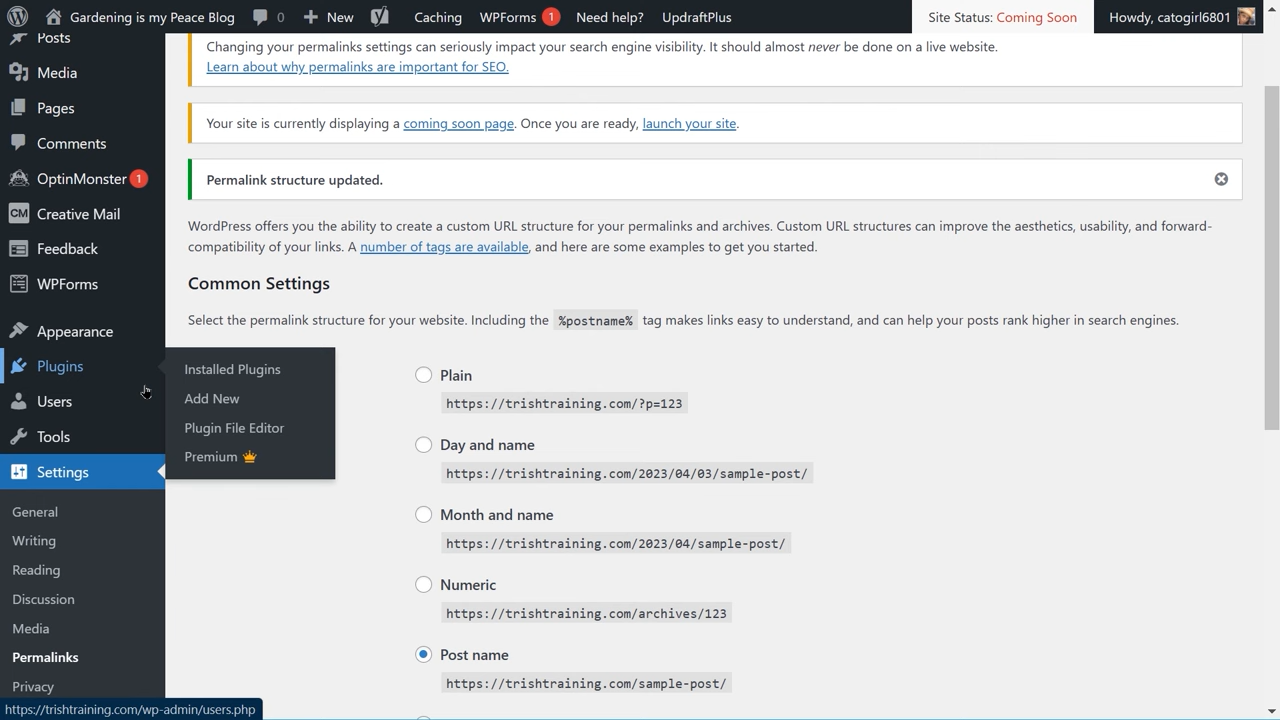 Gardening is my Peace Blog 0 New Caching WPForms 1 Need help? UpdraftPlus Site Status: Coming Soon Howdy, catogirl6801
Posts
Media
Pages
Comments
OptinMonster 1
CM Creative Mail
Feedback
WPForms
Appearance
Plugins
Users
Tools
Settings
General
Writing
Reading
Discussion
Media
Permalinks
Privacy
Installed Plugins
Add New
Plugin File Editor
Premium
Changing your permalinks settings can seriously impact your search engine visibility. It should almost never be done on a live website.
Learn about why permalinks are important for SEO.
Your site is currently displaying a coming soon page. Once you are ready, launch your site.
Permalink structure updated.
WordPress offers you the ability to create a custom URL structure for your permalinks and archives. Custom URL structures can improve the aesthetics, usability, and forward-
compatibility of your links. A number of tags are available, and here are some examples to get you started.
Common Settings
Select the permalink structure for your website. Including the %postname% tag makes links easy to understand, and can help your posts rank higher in search engines.
Plain
https://trishtraining.com/?p=123
Day and name
https://trishtraining.com/2023/04/03/sample-post/
Month and name
https://trishtraining.com/2023/04/sample-post/
Numeric
https://trishtraining.com/archives/123
Post name
https://trishtraining.com/sample-post/
https://trishtraining.com/wp-admin/users.php